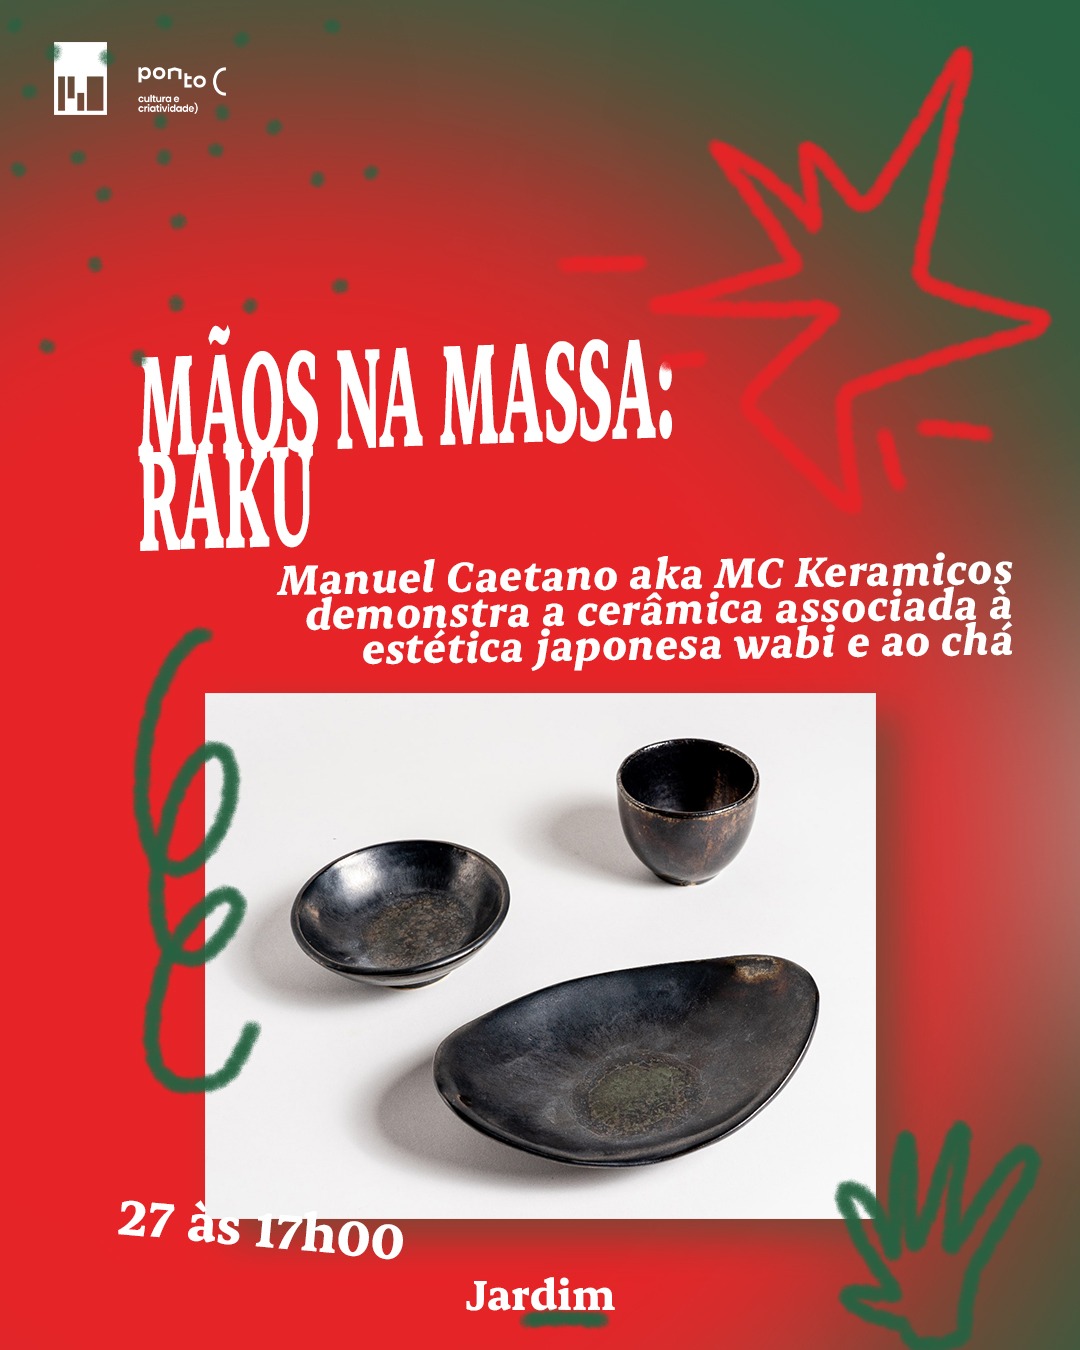 ponto C
cultura e
criatividade)
MÃOS NA MASSA:
RAKU
Manuel Caetano aka MC Keramicos
demonstra a cerâmica associada à
estética japonesa wabi e ao chá
27 às 17h00
Jardim